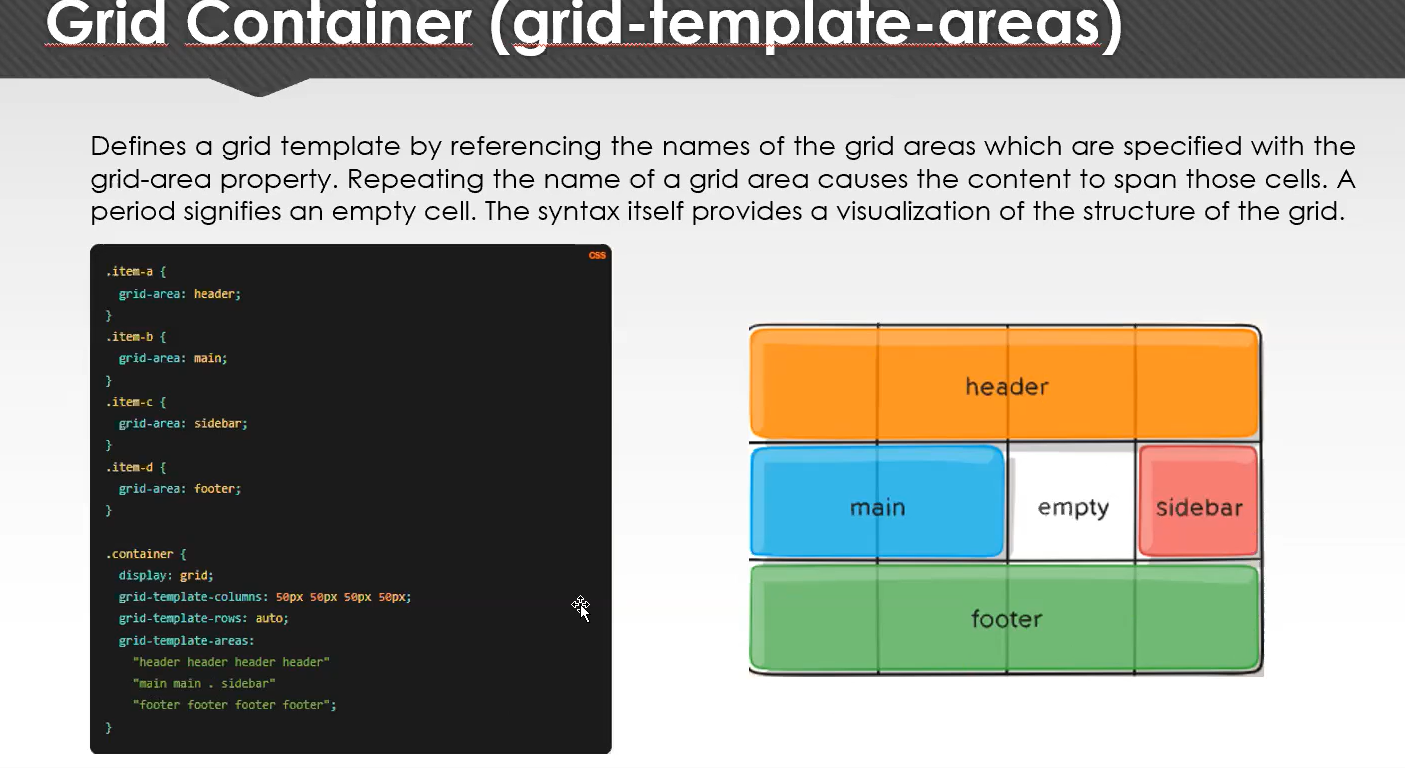 Grid Container (grid-template-areas)
Defines a grid template by referencing the names of the grid areas which are specified with the
grid-area property. Repeating the name of a grid area causes the content to span those cells. A
period signifies an empty cell. The syntax itself provides a visualization of the structure of the grid.
CSS
.item-a {
  grid-area: header;
}
.item-b {
  grid-area: main;
}
.item-c {
  grid-area: sidebar;
}
.item-d {
  grid-area: footer;
}
.container {
  display: grid;
  grid-template-columns: 50px 50px 50px 50px;
  grid-template-rows: auto;
  grid-template-areas:
    "header header header header"
    "main main . sidebar"
    "footer footer footer footer";
}
header
main empty sidebar
footer